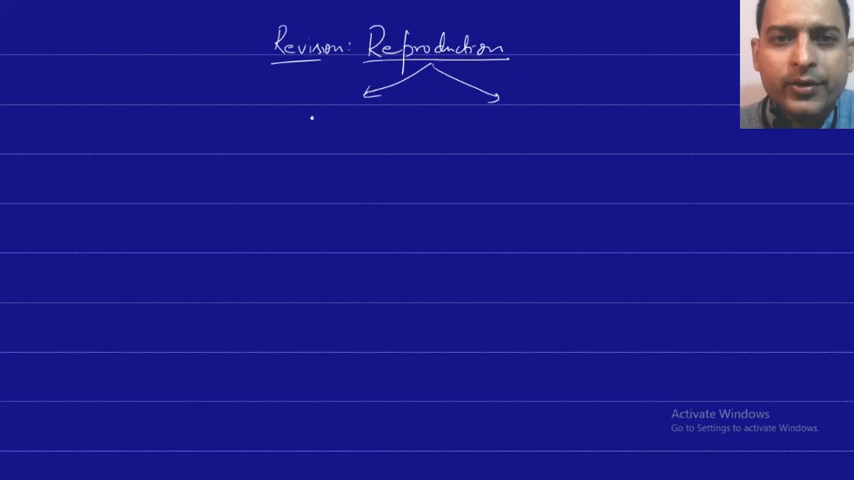 Revision: Reproduction
Activate Windows
Go to Settings to activate Windows.